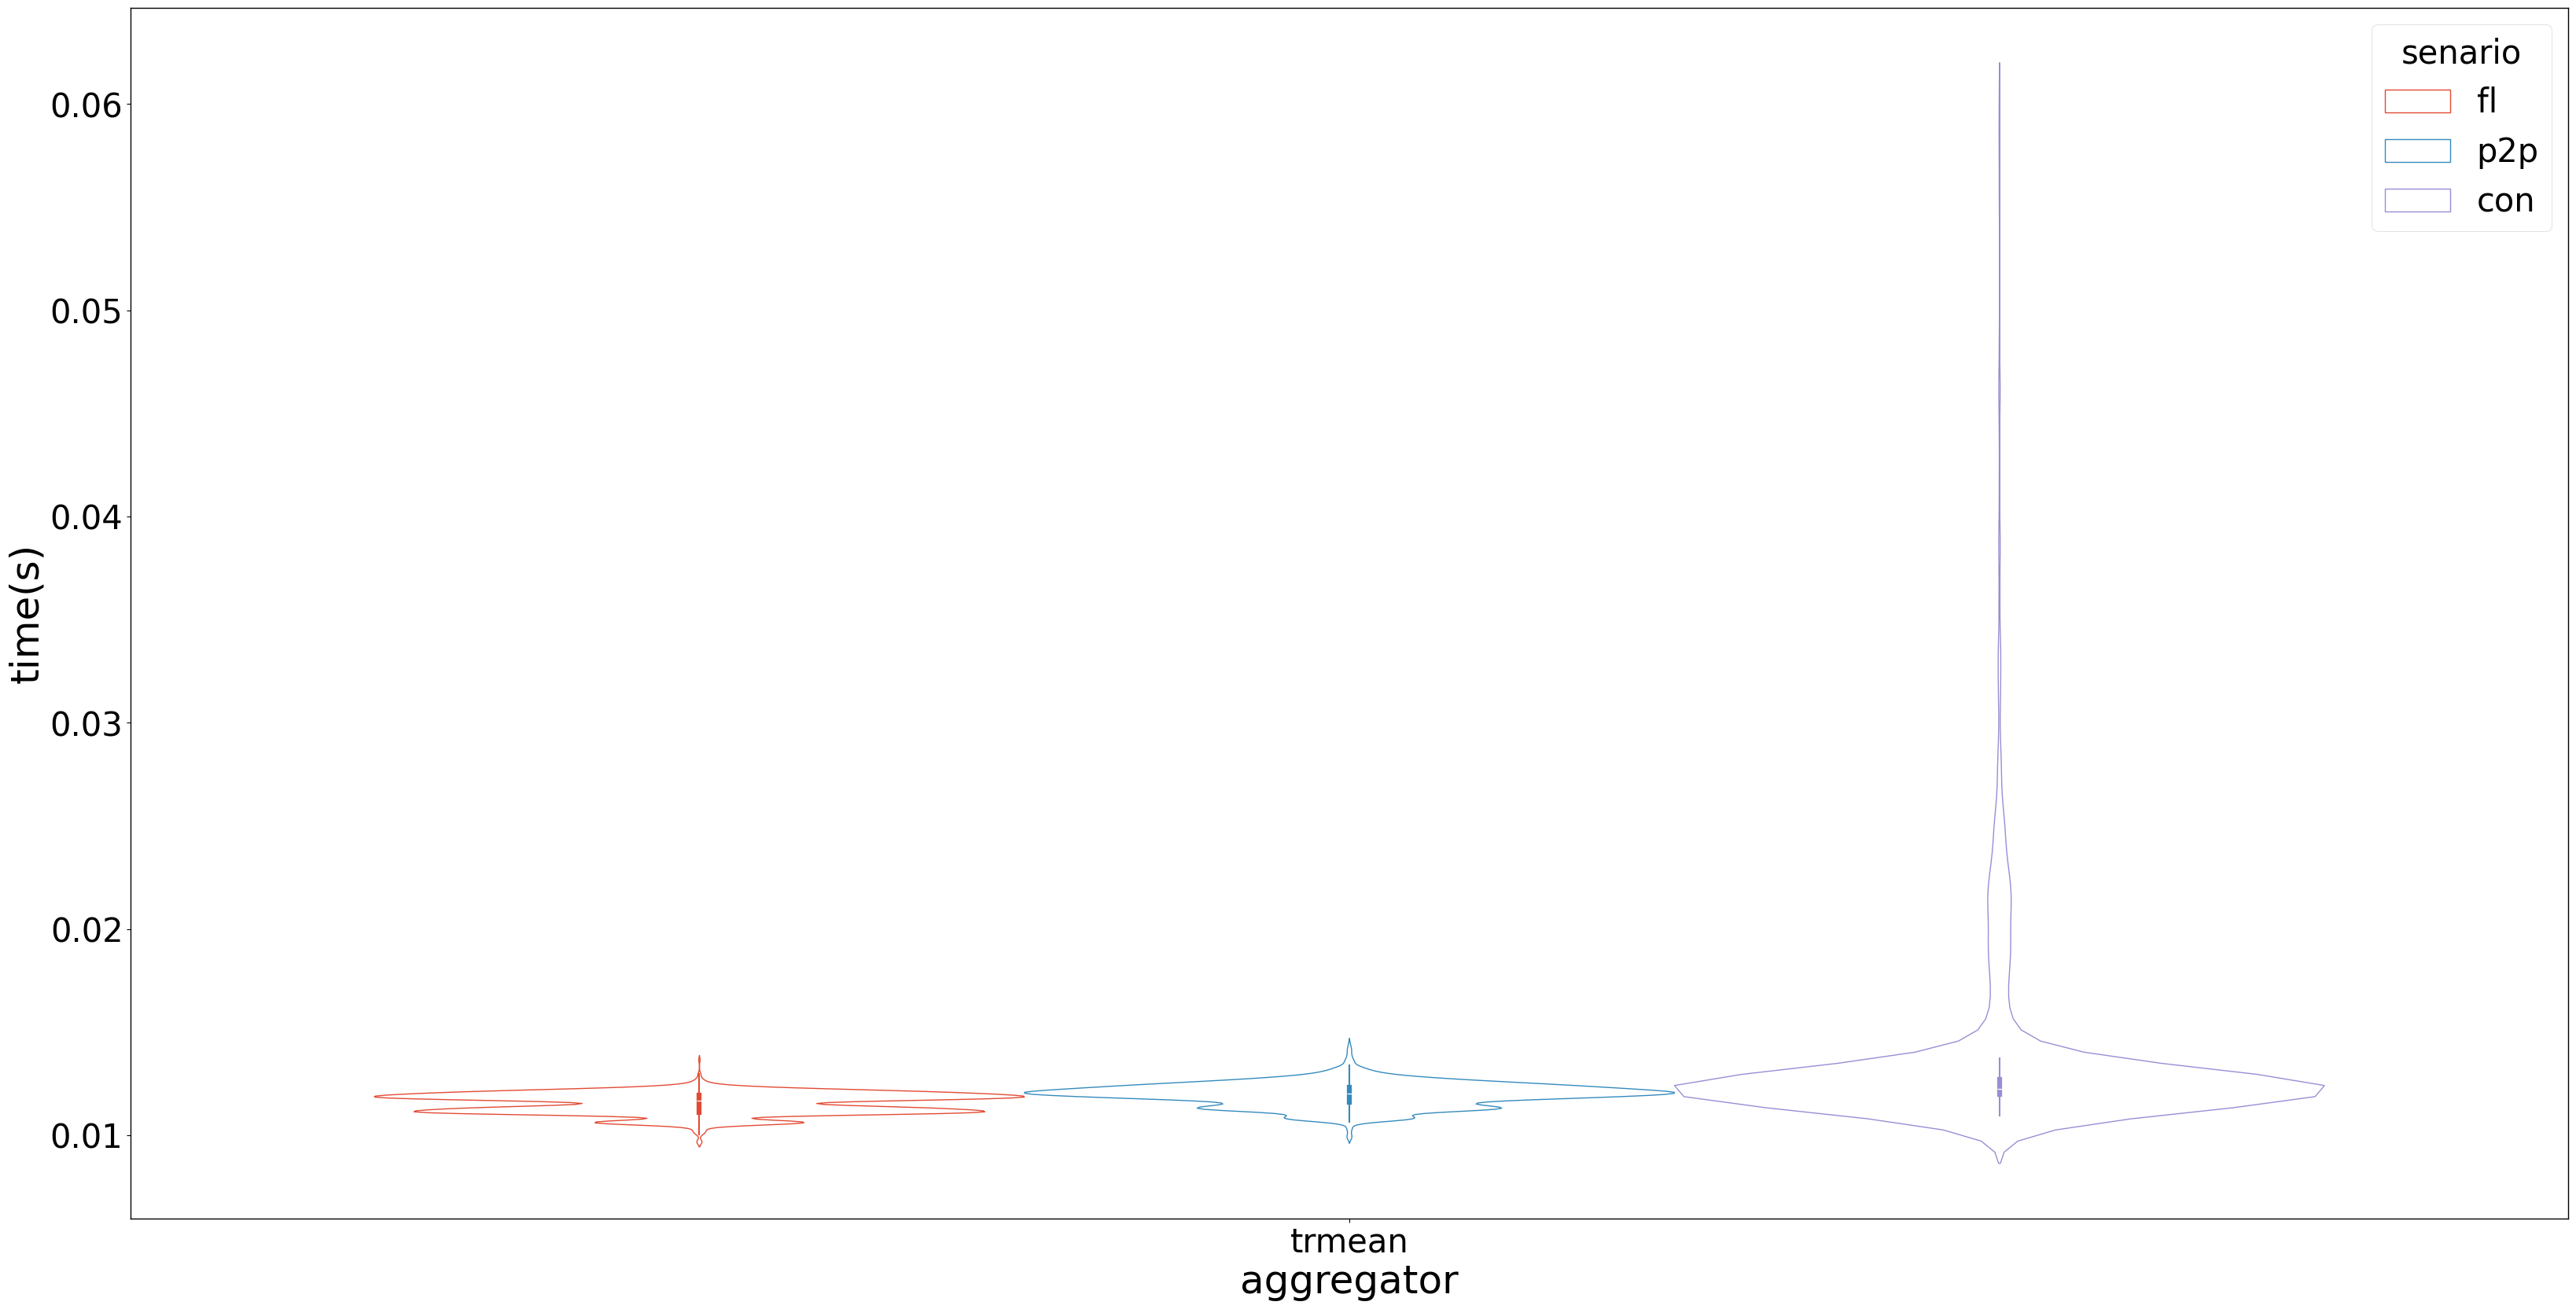 senario
fl
p2p
con
0.06
0.05
0.04
0.03
0.02
0.01
time(s)
trmean
aggregator